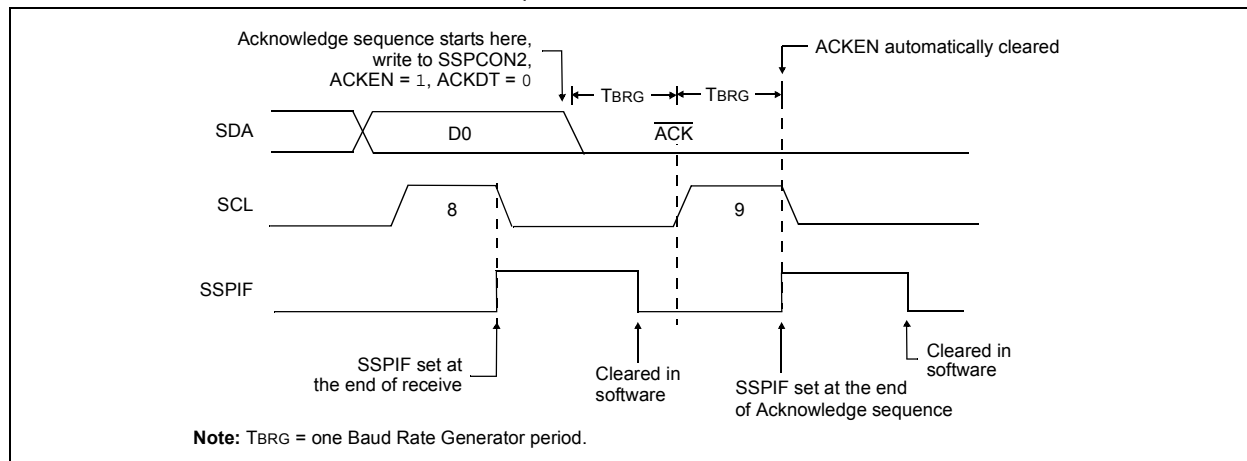 Acknowledge sequence starts here,
write to SSPCON2,
ACKEN = 1, ACKDT = 0
ACKEN automatically cleared
TBRG
TBRG
SDA
D0
ACK
SCL
8
9
SSPIF
SSPIF set at
the end of receive
Cleared in
software
SSPIF set at the end
of Acknowledge sequence
Cleared in
software
Note: TBRG = one Baud Rate Generator period.